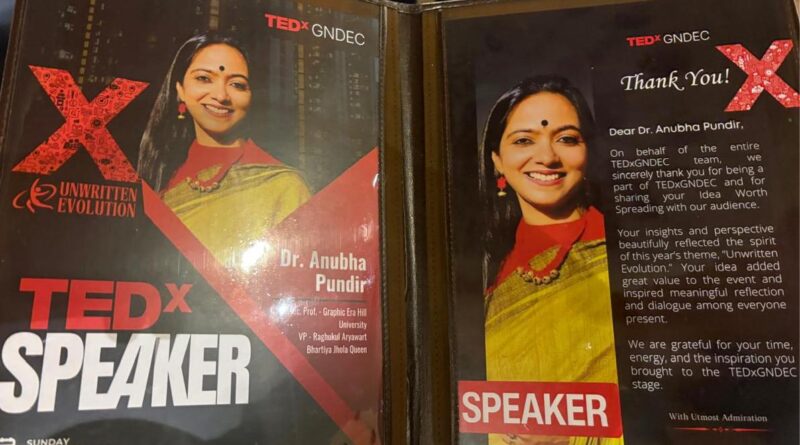 TEDx GNDEC
UNWRITTEN
EVOLUTION
Dr. Anubha
Pundir
Prof. - Graphic Era Hill
University
VP - Raghukul Aryawart
Bhartiya Jhola Queen
TEDx
SPEAKER
SUNDAY
TEDx GNDEC
Thank You!
Dear Dr. Anubha Pundir,
On behalf of the entire
TEDxGNDEC team, we
sincerely thank you for being a
part of TEDxGNDEC and for
sharing your Idea Worth
Spreading with our audience.
Your insights and perspective
beautifully reflected the spirit
of this year's theme, "Unwritten
Evolution." Your idea added
great value to the event and
inspired meaningful reflection
and dialogue among everyone
present.
We are grateful for your time,
energy, and the inspiration you
brought to the TEDxGNDEC
stage.
With Utmost Admiration
SPEAKER